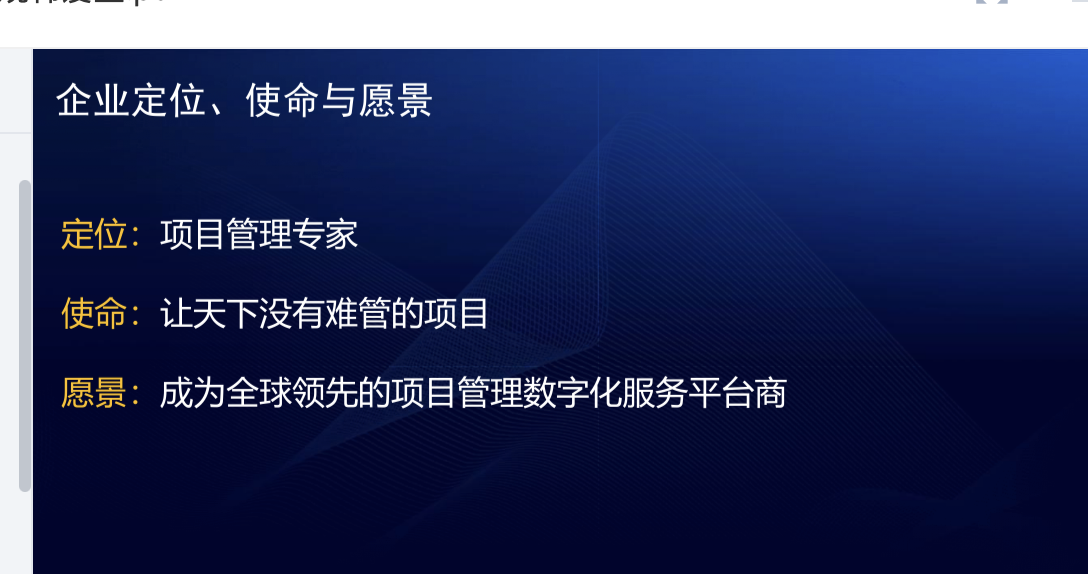 企业定位、使命与愿景
定位：项目管理专家
使命：让天下没有难管的项目
愿景：成为全球领先的项目管理数字化服务平台商